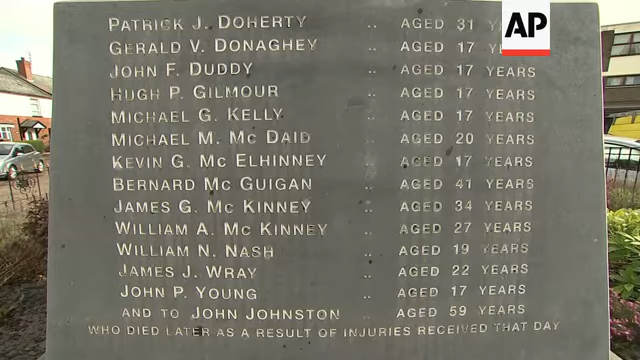 PATRICK J. DOHERTY .. AGED 31 Y
AP
GERALD V. DONAGHEY .. AGED 17 YEARS
JOHN F. DUDDY .. AGED 17 YEARS
HUGH P. GILMOUR .. AGED 17 YEARS
MICHAEL G. KELLY .. AGED 17 YEARS
MICHAEL M. MC DAID .. AGED 20 YEARS
KEVIN G. MC ELHINNEY .. AGED 17 YEARS
BERNARD MC GUIGAN .. AGED 41 YEARS
JAMES G. MC KINNEY .. AGED 34 YEARS
WILLIAM A. MC KINNEY .. AGED 27 YEARS
WILLIAM N. NASH .. AGED 19 YEARS
JAMES J. WRAY .. AGED 22 YEARS
JOHN P. YOUNG .. AGED 17 YEARS
AND TO JOHN JOHNSTON .. AGED 59 YEARS
WHO DIED LATER AS A RESULT OF INJURIES RECEIVED THAT DAY